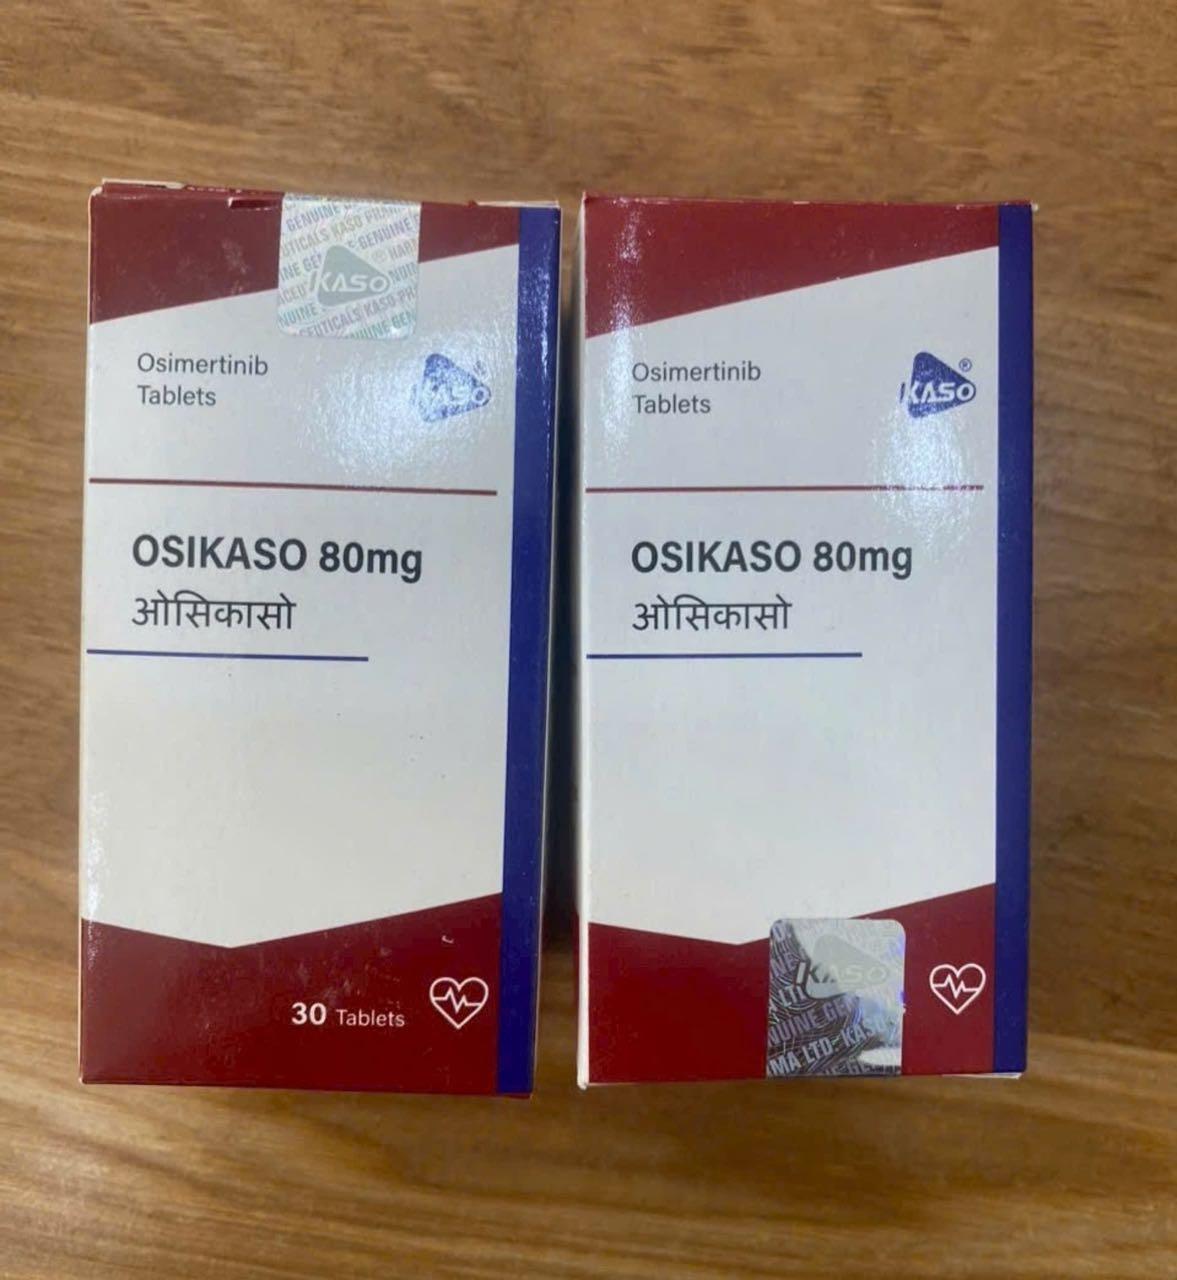 KASO
Osimertinib
Tablets
KASO
OSIKASO 80mg
ओसिकासो
30 Tablets
Osimertinib
Tablets
KASO®
OSIKASO 80mg
ओसिकासो
KASO